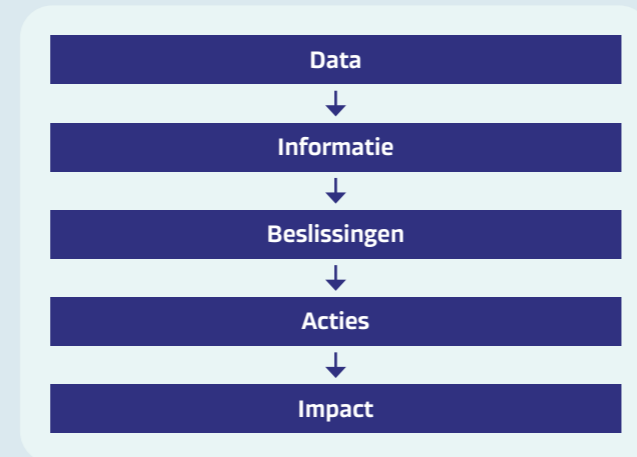 Data
Informatie
Beslissingen
Acties
Impact